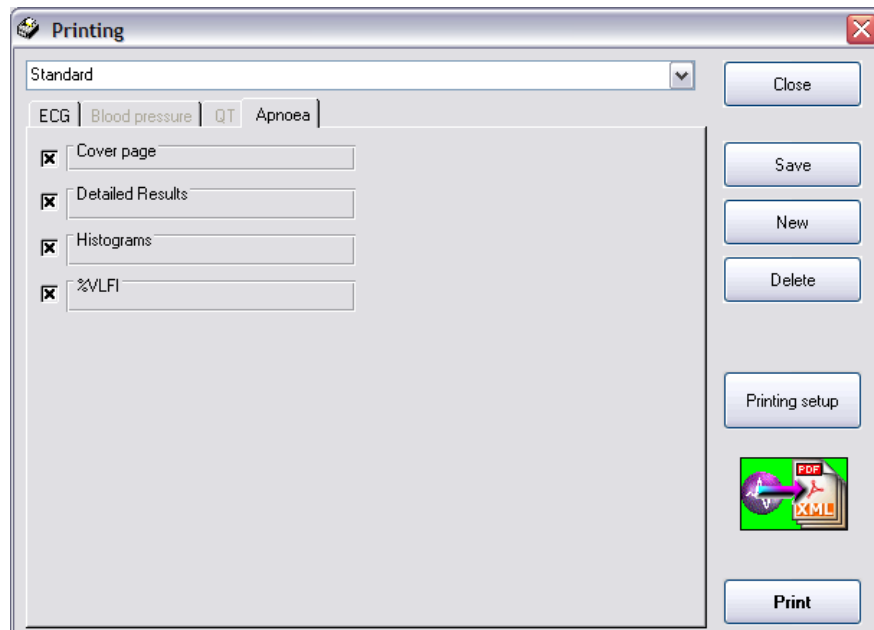 Printing
Standard
Close
ECG Blood pressure QT Apnoea
Cover page
Save
Detailed Results
New
Histograms
Delete
%VLFI
Printing setup
PDF
V
XML
Print